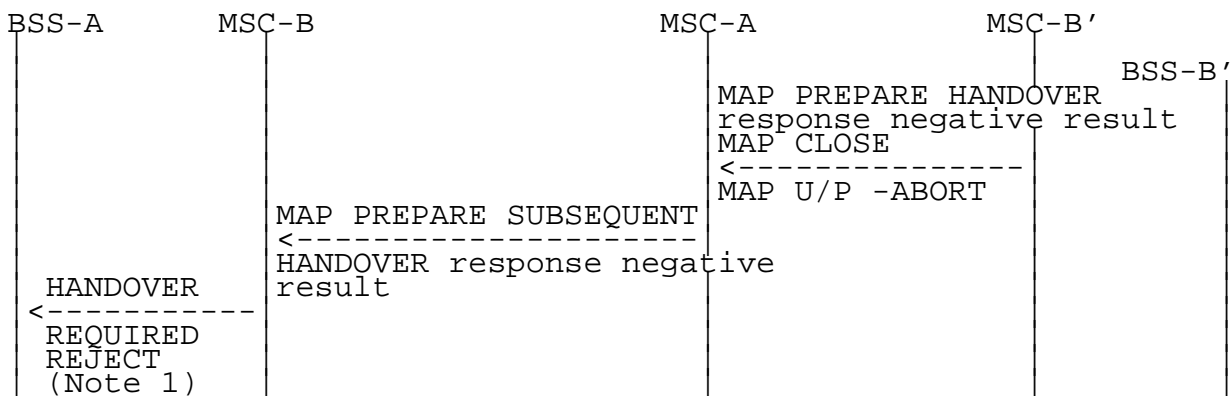 BSS-A MSC-B MSC-A MSC-B'
BSS-B'
MAP PREPARE HANDOVER
response negative result
MAP CLOSE
<---------------
MAP U/P -ABORT
MAP PREPARE SUBSEQUENT
<---------------------
HANDOVER response negative
result
HANDOVER
<-----------
REQUIRED
REJECT
(Note 1)